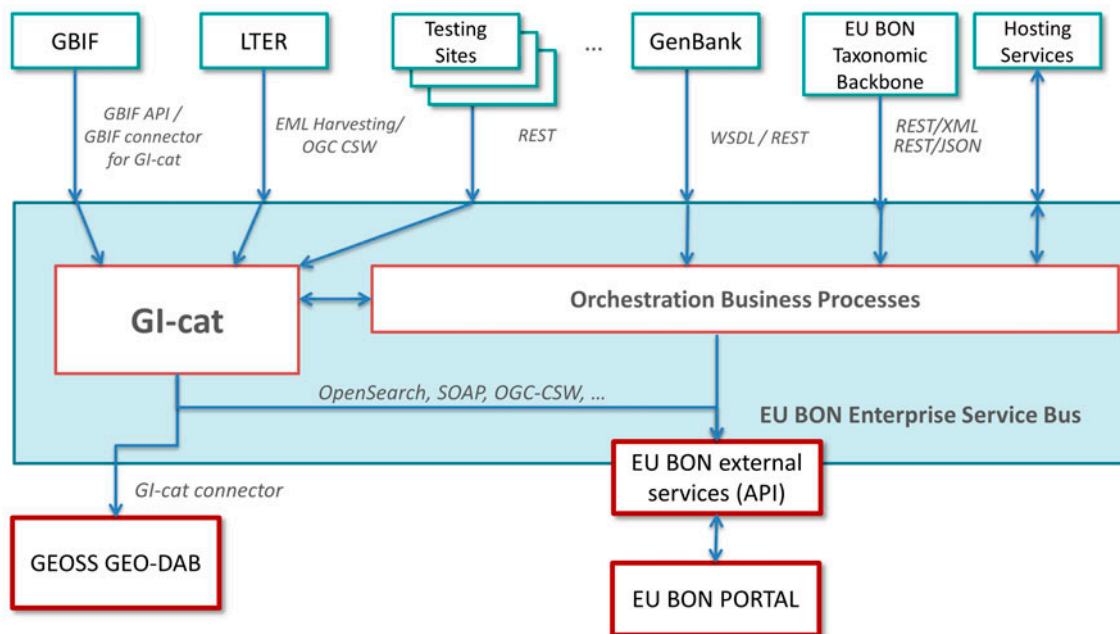 GBIF
LTER
Testing
Sites
...
GenBank
EU BON
Taxonomic
Backbone
Hosting
Services
GBIF API /
GBIF connector
for GI-cat
EML Harvesting/
OGC CSW
REST
WSDL / REST
REST/XML
REST/JSON
GI-cat
Orchestration Business Processes
OpenSearch, SOAP, OGC-CSW, ...
EU BON Enterprise Service Bus
EU BON external
services (API)
GI-cat connector
GEOSS GEO-DAB
EU BON PORTAL